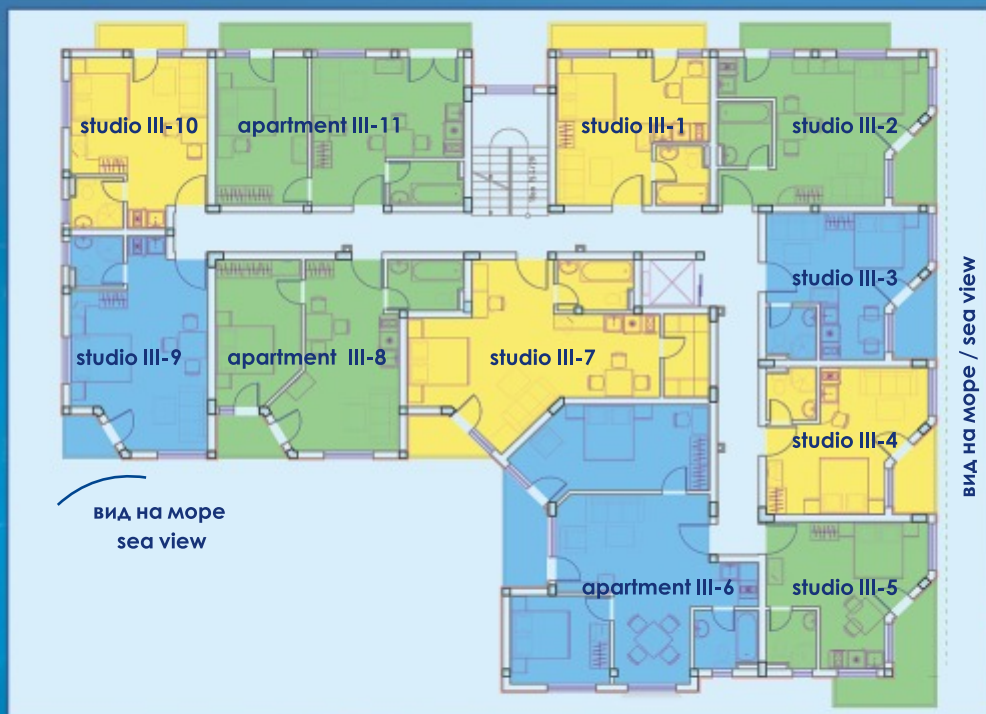 studio III-10
apartment III-11
studio III-1
studio III-2
studio III-3
studio III-9
apartment III-8
studio III-7
studio III-4
вид на море / sea view
вид на море
sea view
apartment III-6
studio III-5